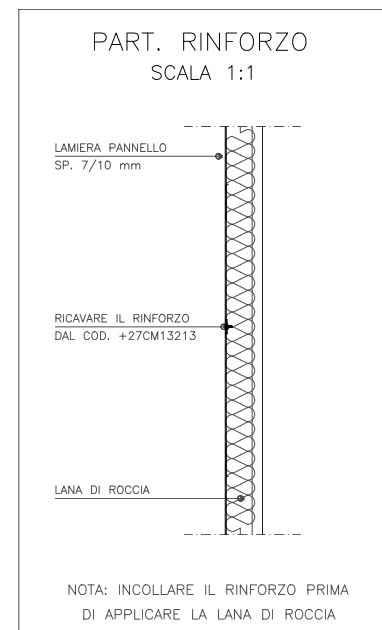 PART. RINFORZO
SCALA 1:1
LAMIERA PANNELLO
SP. 7/10 mm
RICAVARE IL RINFORZO
DAL COD. +27CM13213
LANA DI ROCCIA
NOTA: INCOLLARE IL RINFORZO PRIMA
DI APPLICARE LA LANA DI ROCCIA